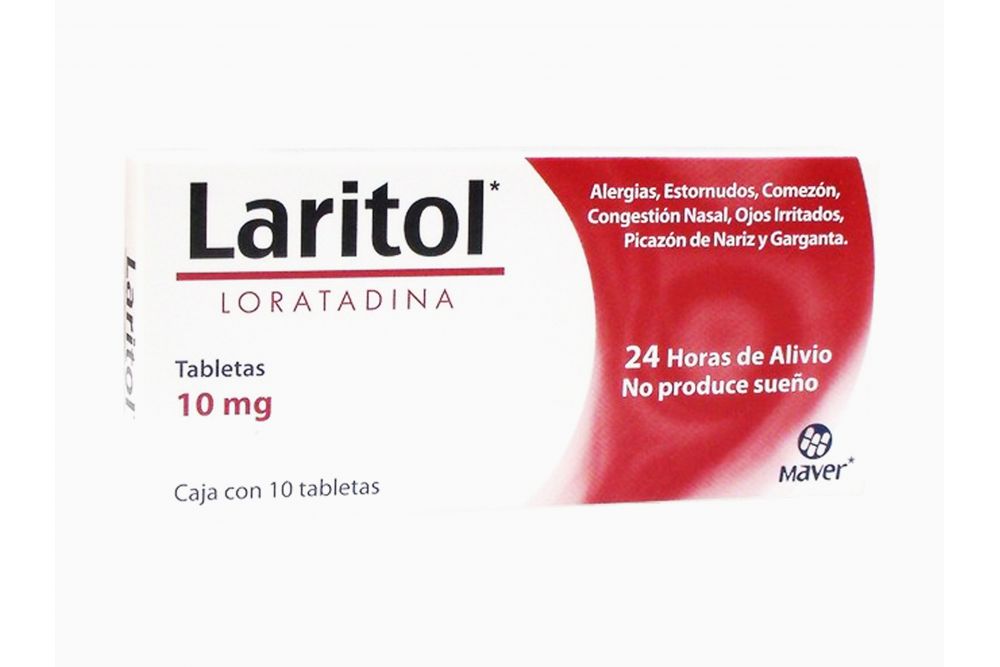 Laritol*
LORATADINA
Tabletas
10 mg
Caja con 10 tabletas
Alergias, Estornudos, Comezón,
Congestión Nasal, Ojos Irritados,
Picazón de Nariz y Garganta.
24 Horas de Alivio
No produce sueño
Maver*
Laritol